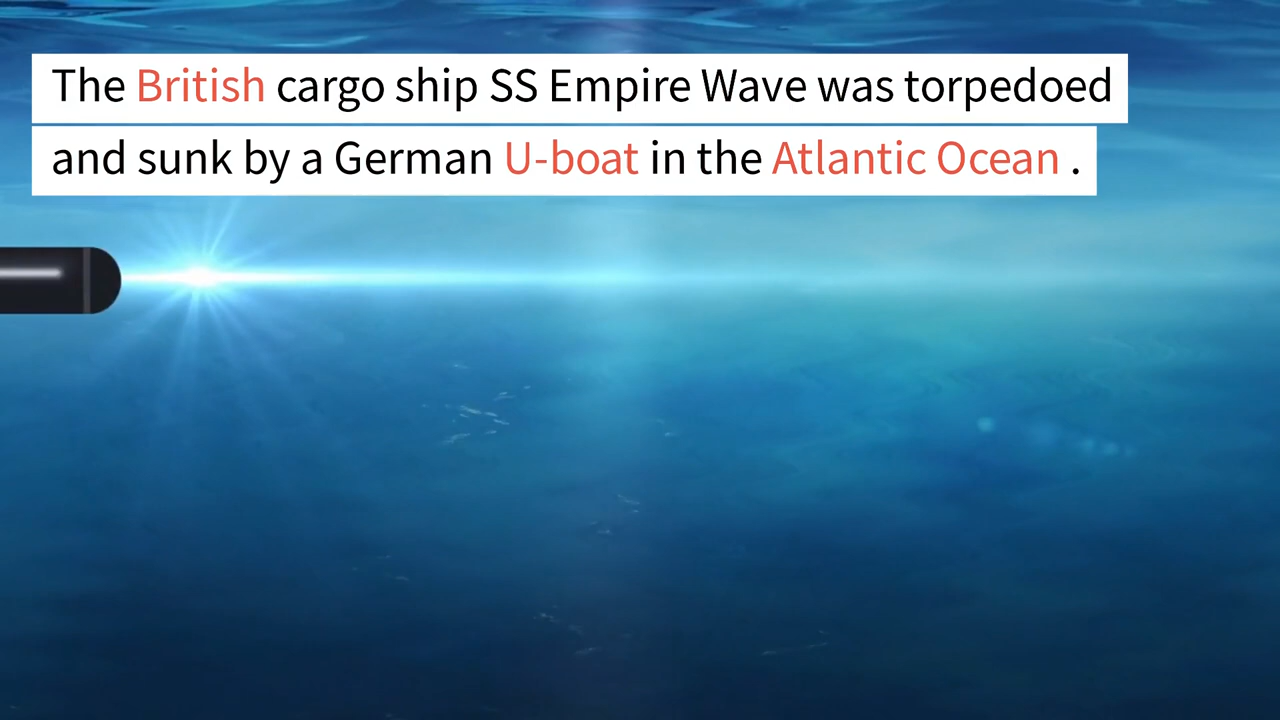 The British cargo ship SS Empire Wave was torpedoed
and sunk by a German U-boat in the Atlantic Ocean .